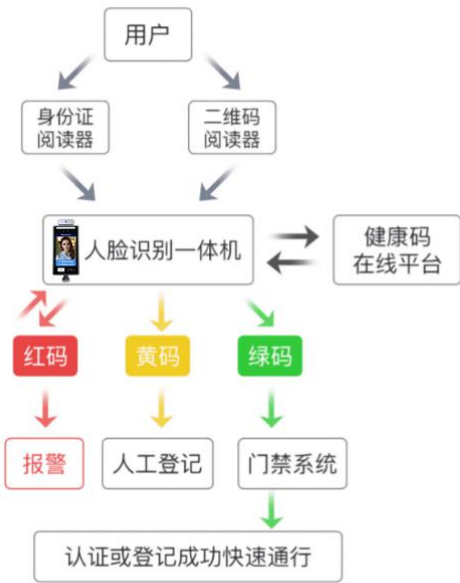 用户
身份证
阅读器
二维码
阅读器
人脸识别一体机
健康码
在线平台
红码
黄码
绿码
报警
人工登记
门禁系统
认证或登记成功快速通行